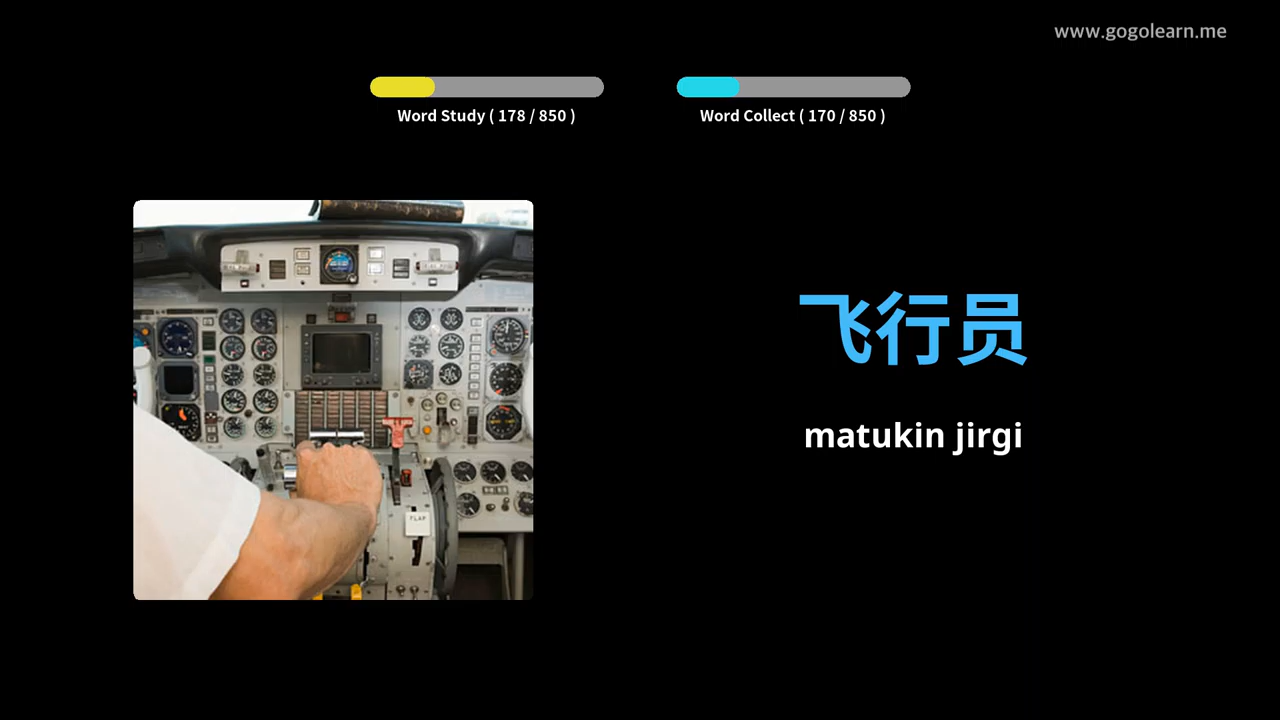 www.gogolearn.me
Word Study ( 178 / 850 )
Word Collect ( 170 / 850 )
飞行员
matukin jirgi
FLAP